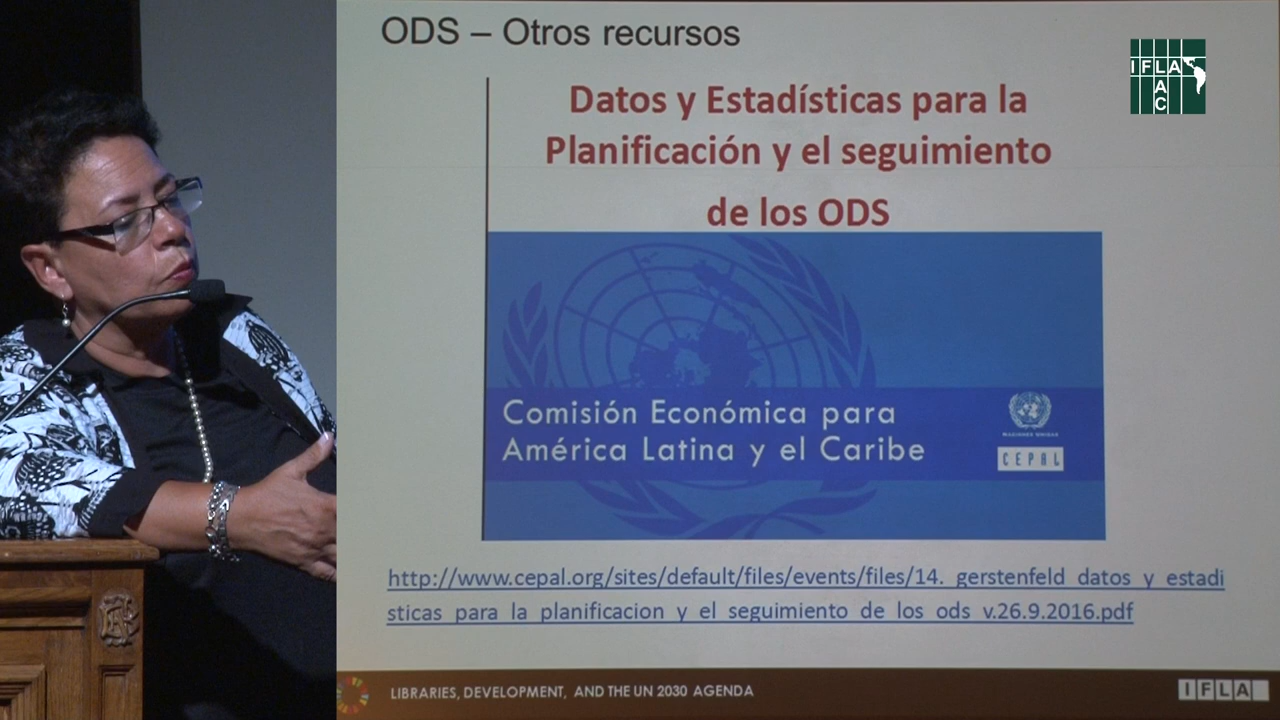 ODS – Otros recursos
IFLA
LAC
Datos y Estadísticas para la
Planificación y el seguimiento
de los ODS
Comisión Económica para
América Latina y el Caribe
NACIONES UNIDAS
CEPAL
http://www.cepal.org/sites/default/files/events/files/14._gerstenfeld_datos_y_estadi
sticas_para_la_planificacion_y_el_seguimiento_de_los_ods_v.26.9.2016.pdf
LIBRARIES, DEVELOPMENT, AND THE UN 2030 AGENDA
IFLA